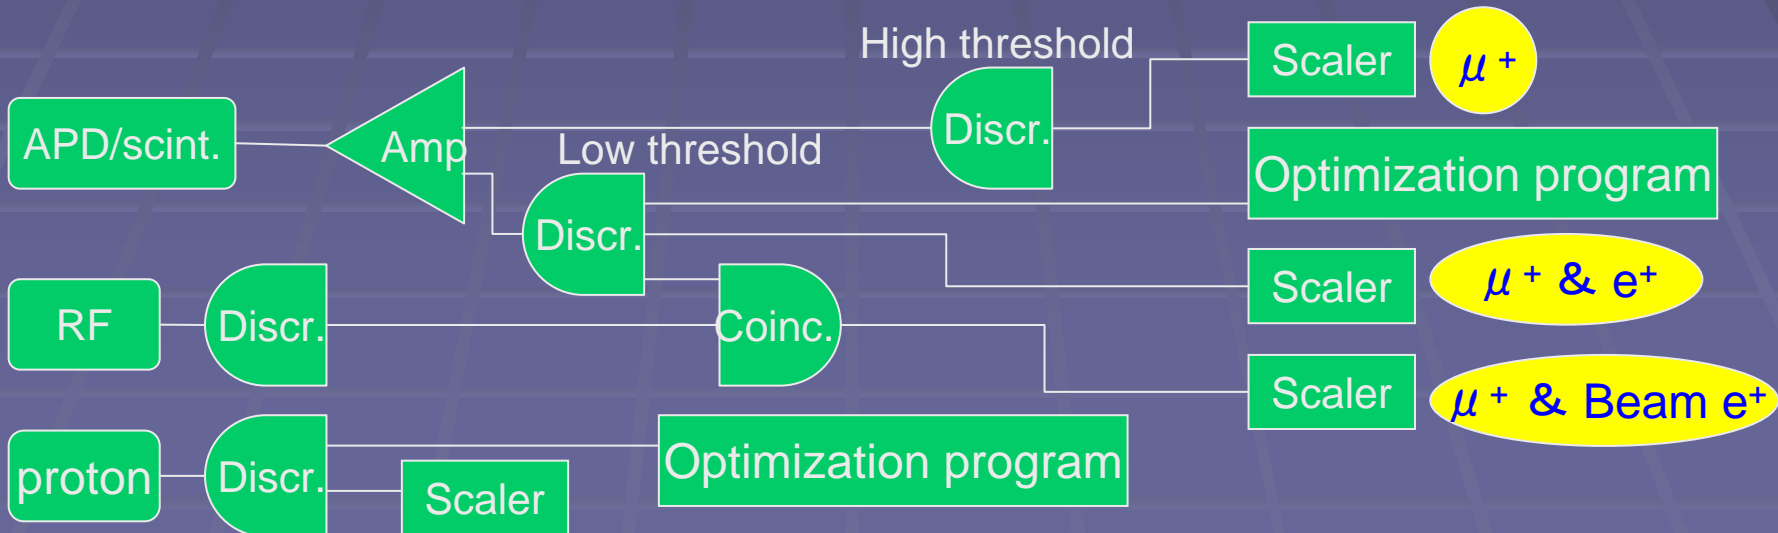 High threshold
Scaler
μ +
APD/scint.
Amp
Low threshold
Discr.
Optimization program
Discr.
Scaler
μ + & e+
RF
Discr.
Coinc.
Scaler
μ + & Beam e+
proton
Discr.
Scaler
Optimization program